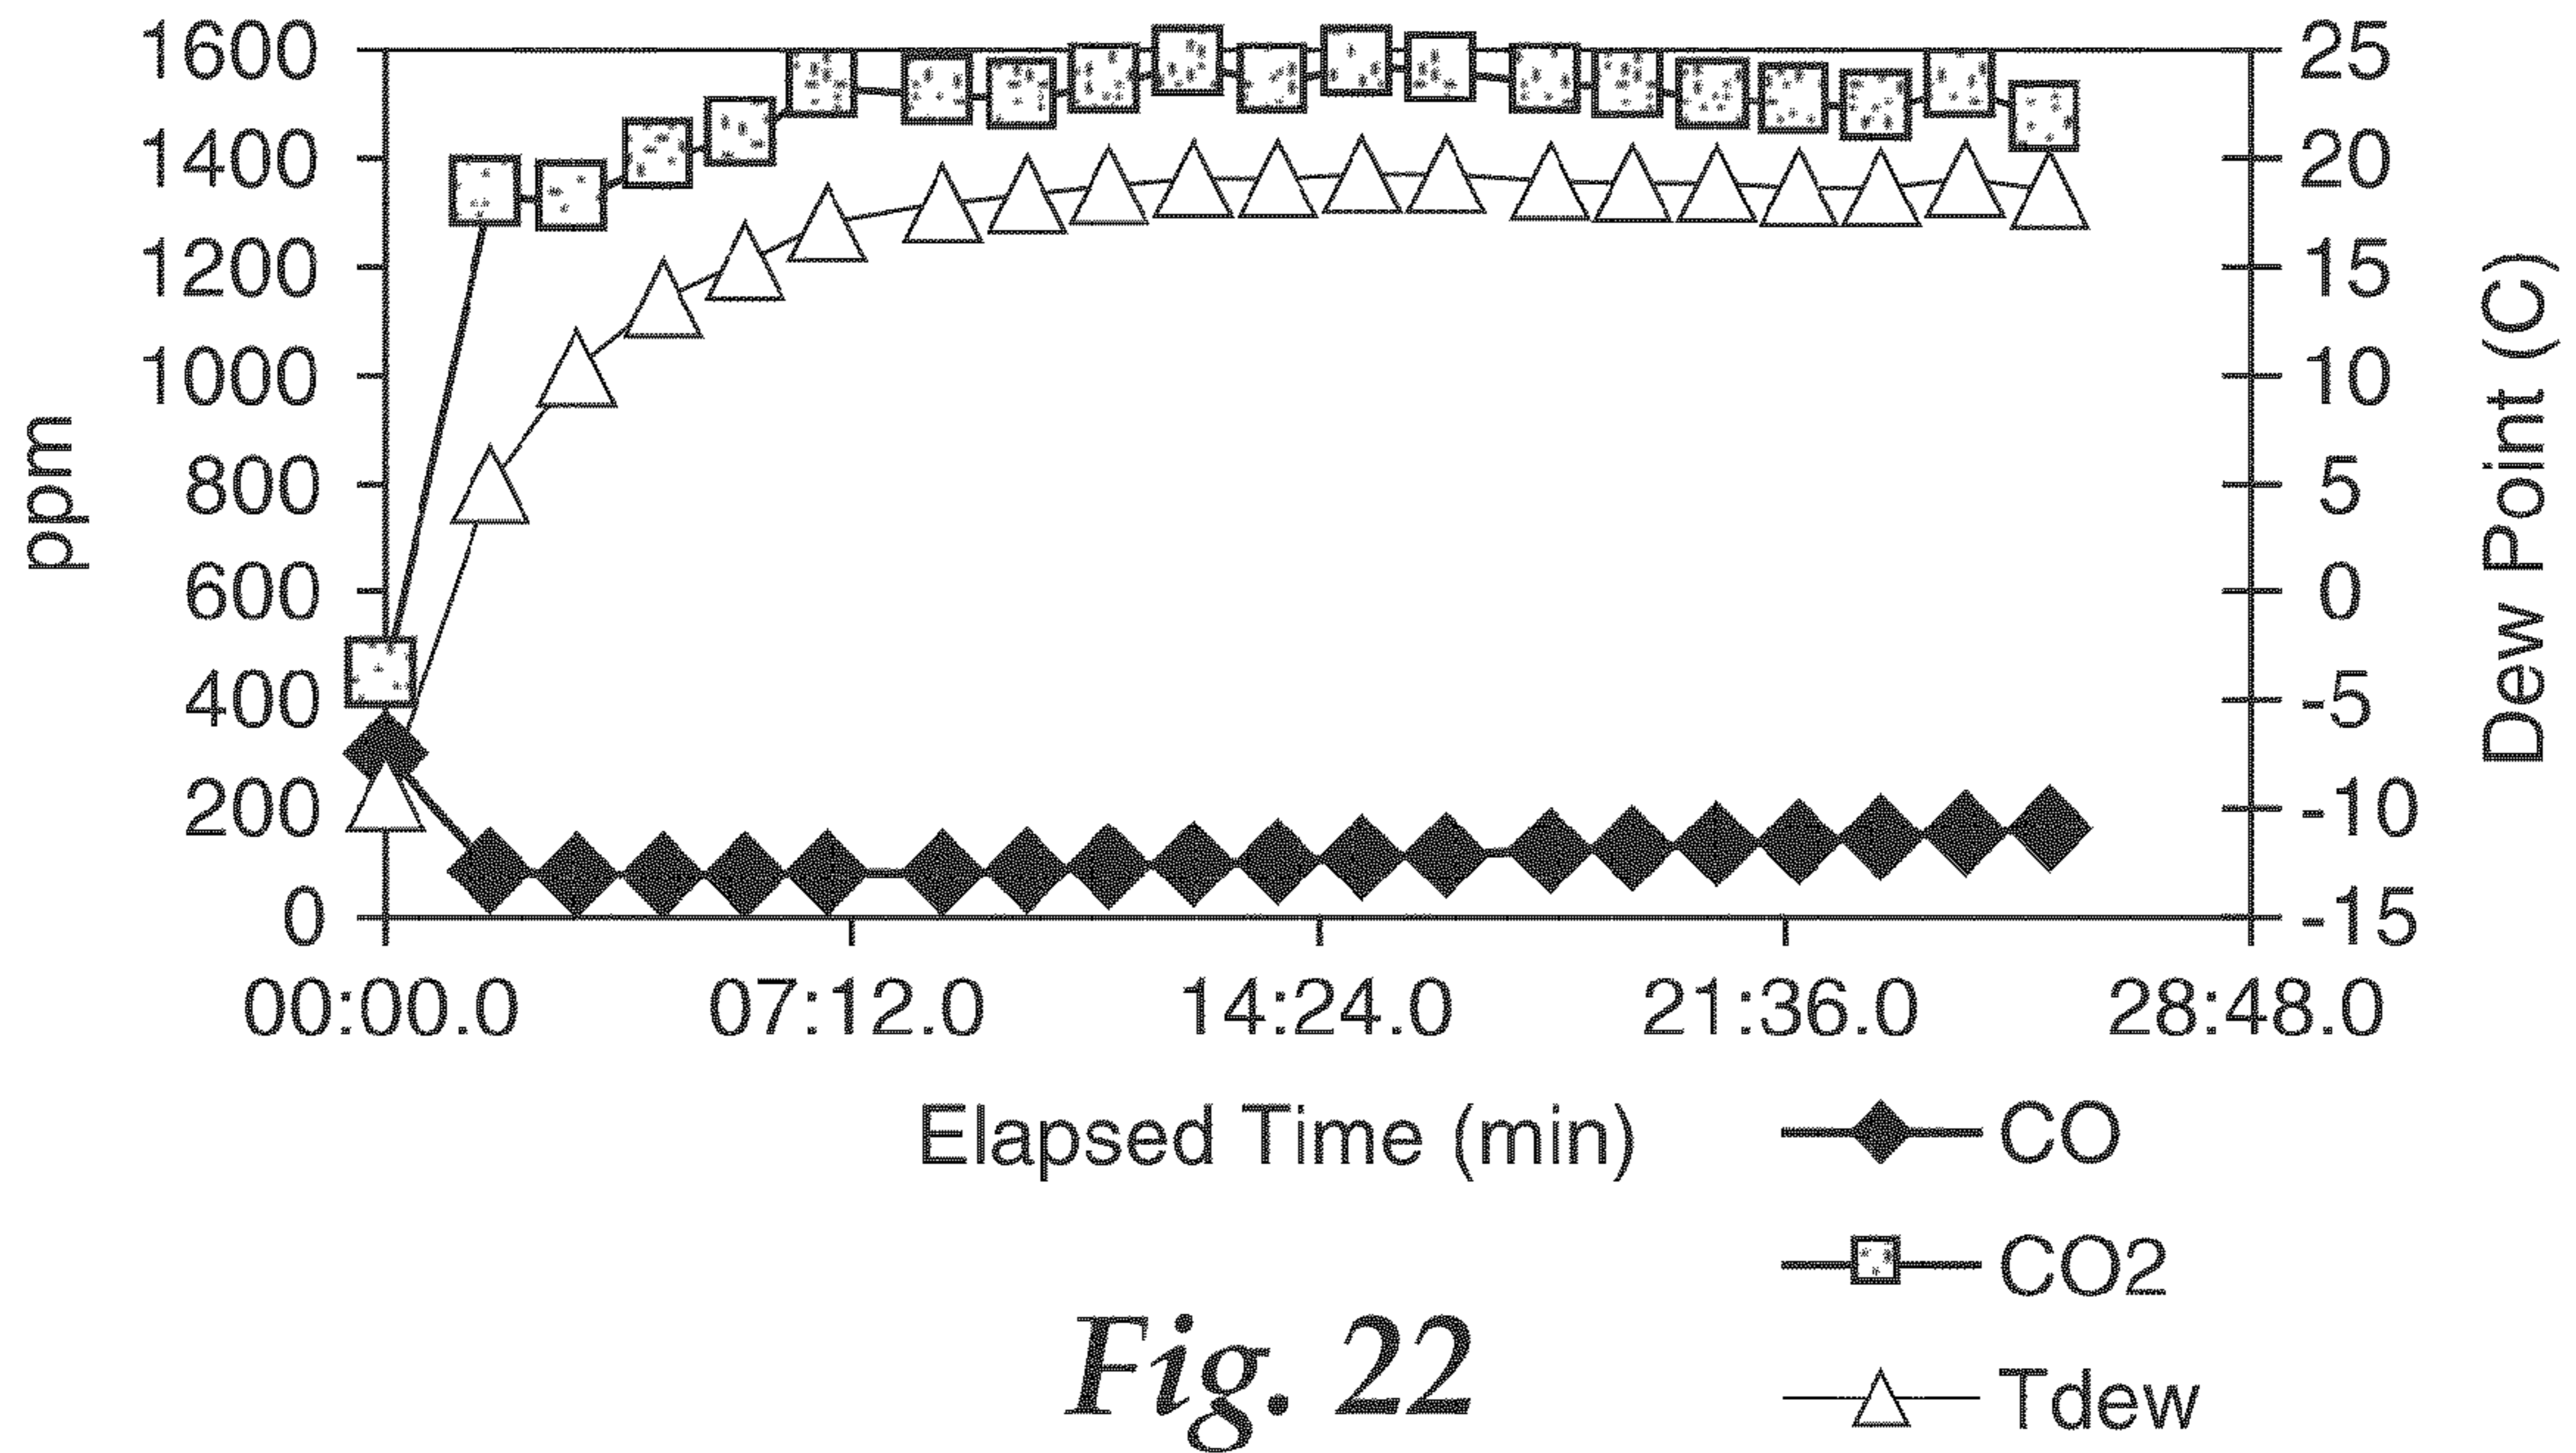 1600
1400
1200
1000
800
600
400
200
0
ppm
25
20
15
10
5
0
-5
-10
-15
Dew Point (C)
00:00.0 07:12.0 14:24.0 21:36.0 28:48.0
Elapsed Time (min)
CO
CO2
Tdew
Fig. 22